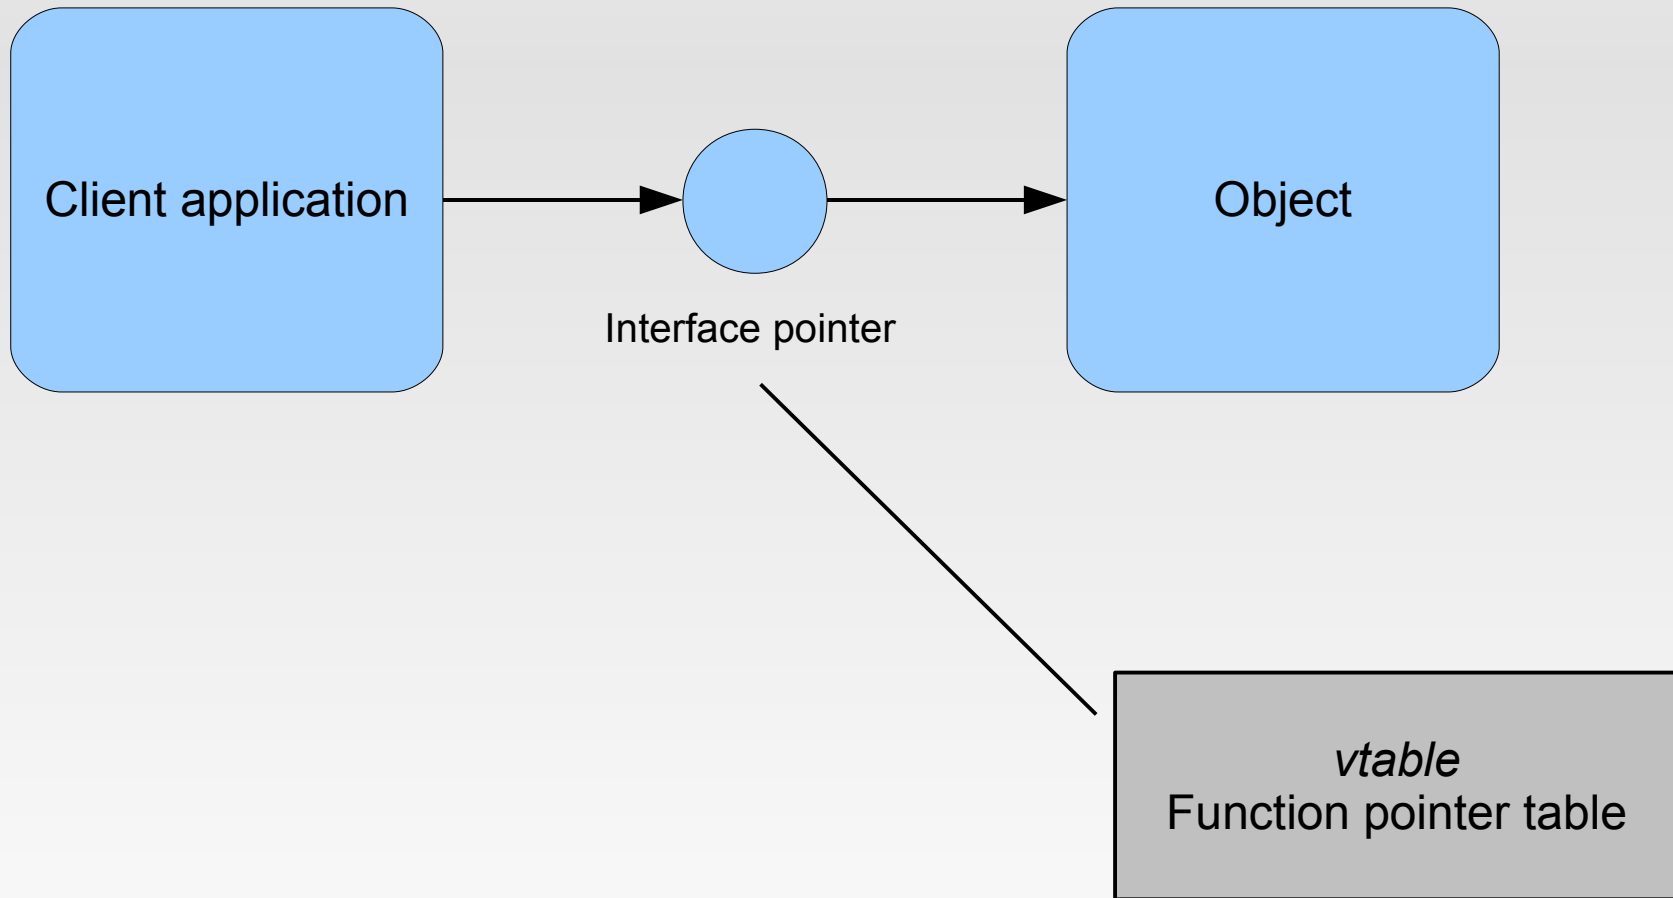 Client application
Object
Interface pointer
vtable
Function pointer table